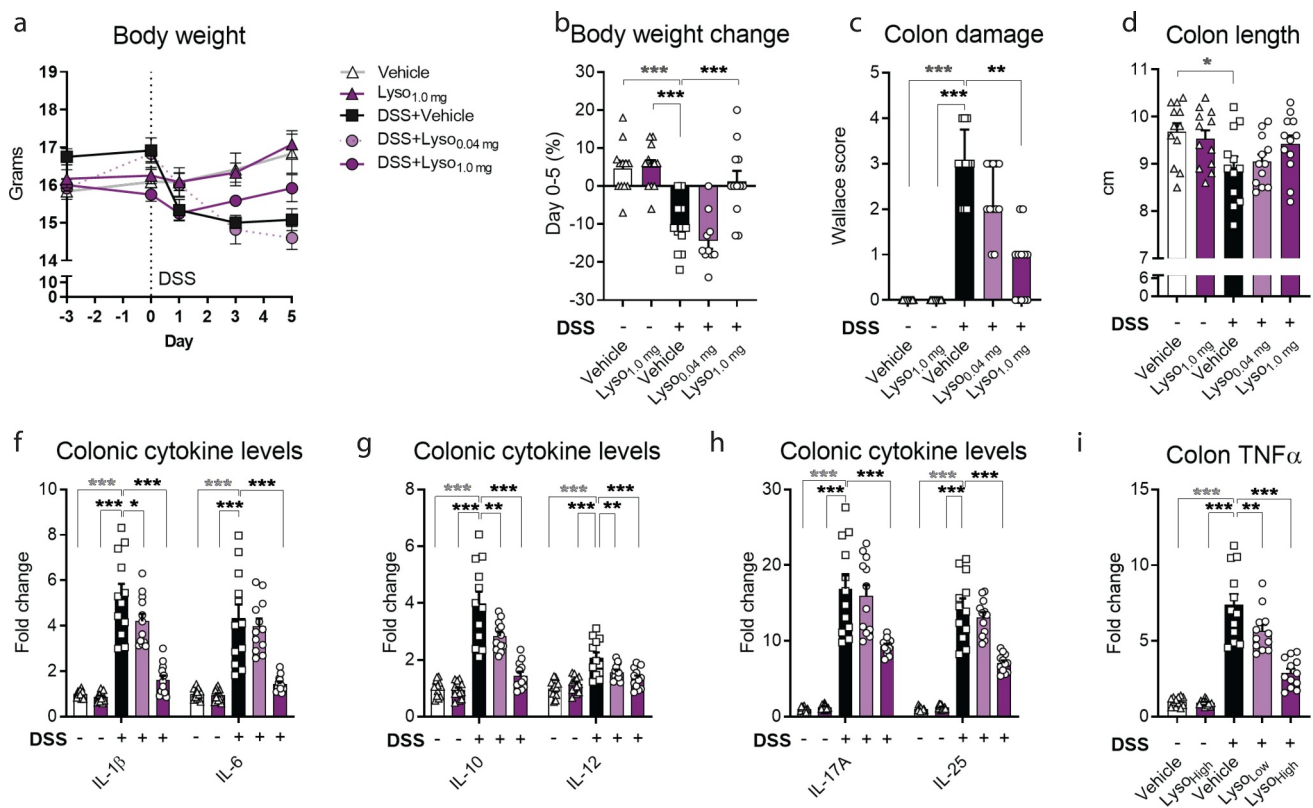 a
Body weight
19
18
17
16
15
14
10
0
Grams
-3 -2 -1 0 1 2 3 4 5
Day
DSS
Vehicle
Lyso1.0 mg
DSS+Vehicle
DSS+Lyso0.04 mg
DSS+Lyso1.0 mg
b
Body weight change
***
***
***
30
20
10
0
-10
-20
-30
Day 0-5 (%)
DSS - - + + +
Vehicle
Lyso1.0 mg
Vehicle
Lyso0.04 mg
Lyso1.0 mg
c
Colon damage
***
**
***
5
4
3
2
1
0
Wallace score
DSS - - + + +
Vehicle
Lyso1.0 mg
Vehicle
Lyso0.04 mg
Lyso1.0 mg
d
Colon length
*
11
10
9
8
7
6
0
cm
DSS - - + + +
Vehicle
Lyso1.0 mg
Vehicle
Lyso0.04 mg
Lyso1.0 mg
f
Colonic cytokine levels
*** *** *** ***
*** * ***
10
8
6
4
2
0
Fold change
DSS - - + + + - - + + +
IL-1β
IL-6
g
Colonic cytokine levels
*** *** *** ***
*** ** *** **
8
6
4
2
0
Fold change
DSS - - + + + - - + + +
IL-10
IL-12
h
Colonic cytokine levels
*** *** *** ***
*** ***
30
20
10
0
Fold change
DSS - - + + + - - + + +
IL-17A
IL-25
i
Colon TNFα
*** ***
*** **
15
10
5
0
Fold change
DSS - - + + +
Vehicle
LysoHigh
Vehicle
LysoLow
LysoHigh